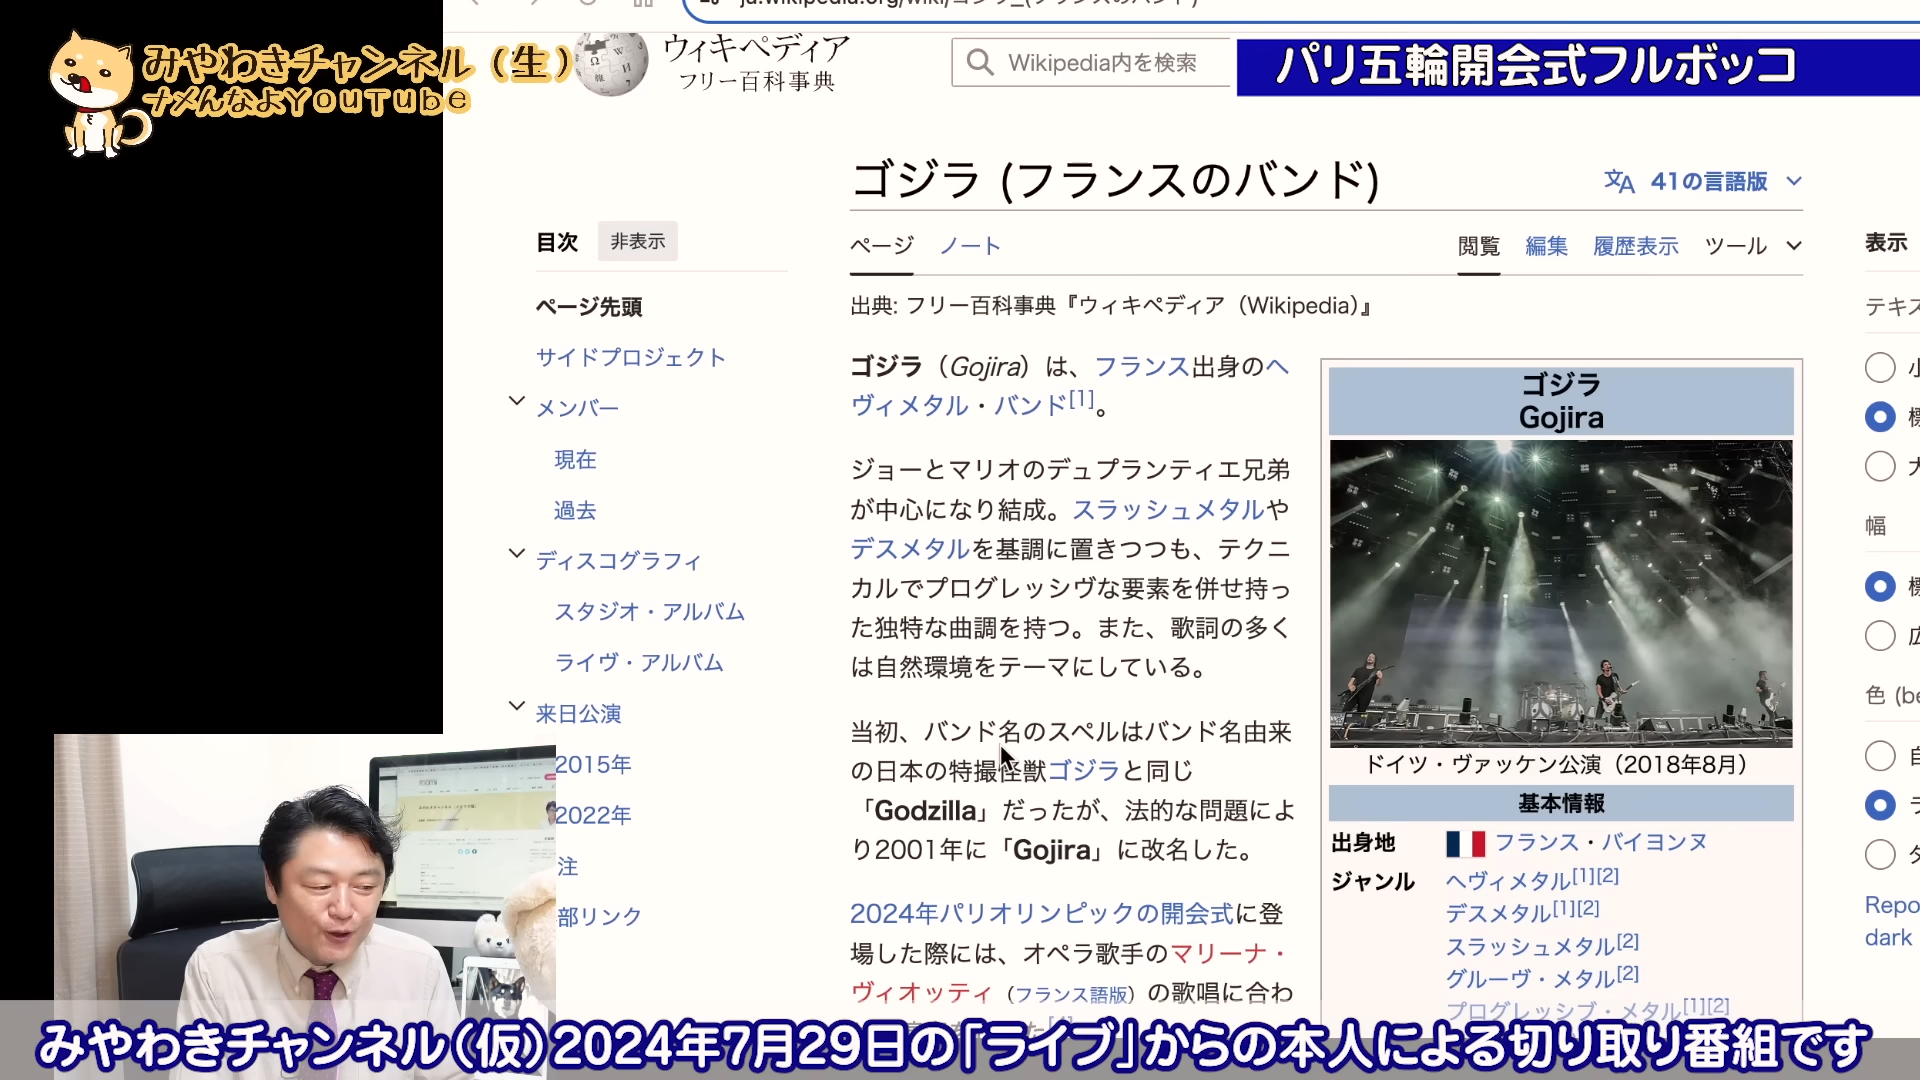 ja.wikipedia.org/wiki/ゴジラ_(フランスのバンド)
みやわきチャンネル（生）
ナメんなよYouTube
ウィキペディア
フリー百科事典
Wikipedia内を検索
パリ五輪開会式フルボッコ
ゴジラ (フランスのバンド)
41の言語版
目次
非表示
ページ先頭
サイドプロジェクト
メンバー
現在
過去
ディスコグラフィ
スタジオ・アルバム
ライヴ・アルバム
来日公演
2015年
2022年
注
部リンク
ページ
ノート
閲覧
編集
履歴表示
ツール
出典: フリー百科事典『ウィキペディア（Wikipedia）』
ゴジラ（Gojira）は、フランス出身のヘ
ヴィメタル・バンド[1]。
ジョーとマリオのデュプランティエ兄弟
が中心になり結成。スラッシュメタルや
デスメタルを基調に置きつつも、テクニ
カルでプログレッシヴな要素を併せ持っ
た独特な曲調を持つ。また、歌詞の多く
は自然環境をテーマにしている。
当初、バンド名のスペルはバンド名由来
の日本の特撮怪獣ゴジラと同じ
「Godzilla」だったが、法的な問題によ
り2001年に「Gojira」に改名した。
2024年パリオリンピックの開会式に登
場した際には、オペラ歌手のマリーナ・
ヴィオッティ（フランス語版）の歌唱に合わ
ゴジラ
Gojira
ドイツ・ヴァッケン公演（2018年8月）
基本情報
出身地
フランス・バイヨンヌ
ジャンル
ヘヴィメタル[1][2]
デスメタル[1][2]
スラッシュメタル[2]
グルーヴ・メタル[2]
プログレッシブ・メタル[1][2]
表示
テキス
幅
色 (be
Repo
dark
みやわきチャンネル（仮）2024年7月29日の「ライブ」からの本人による切り取り番組です